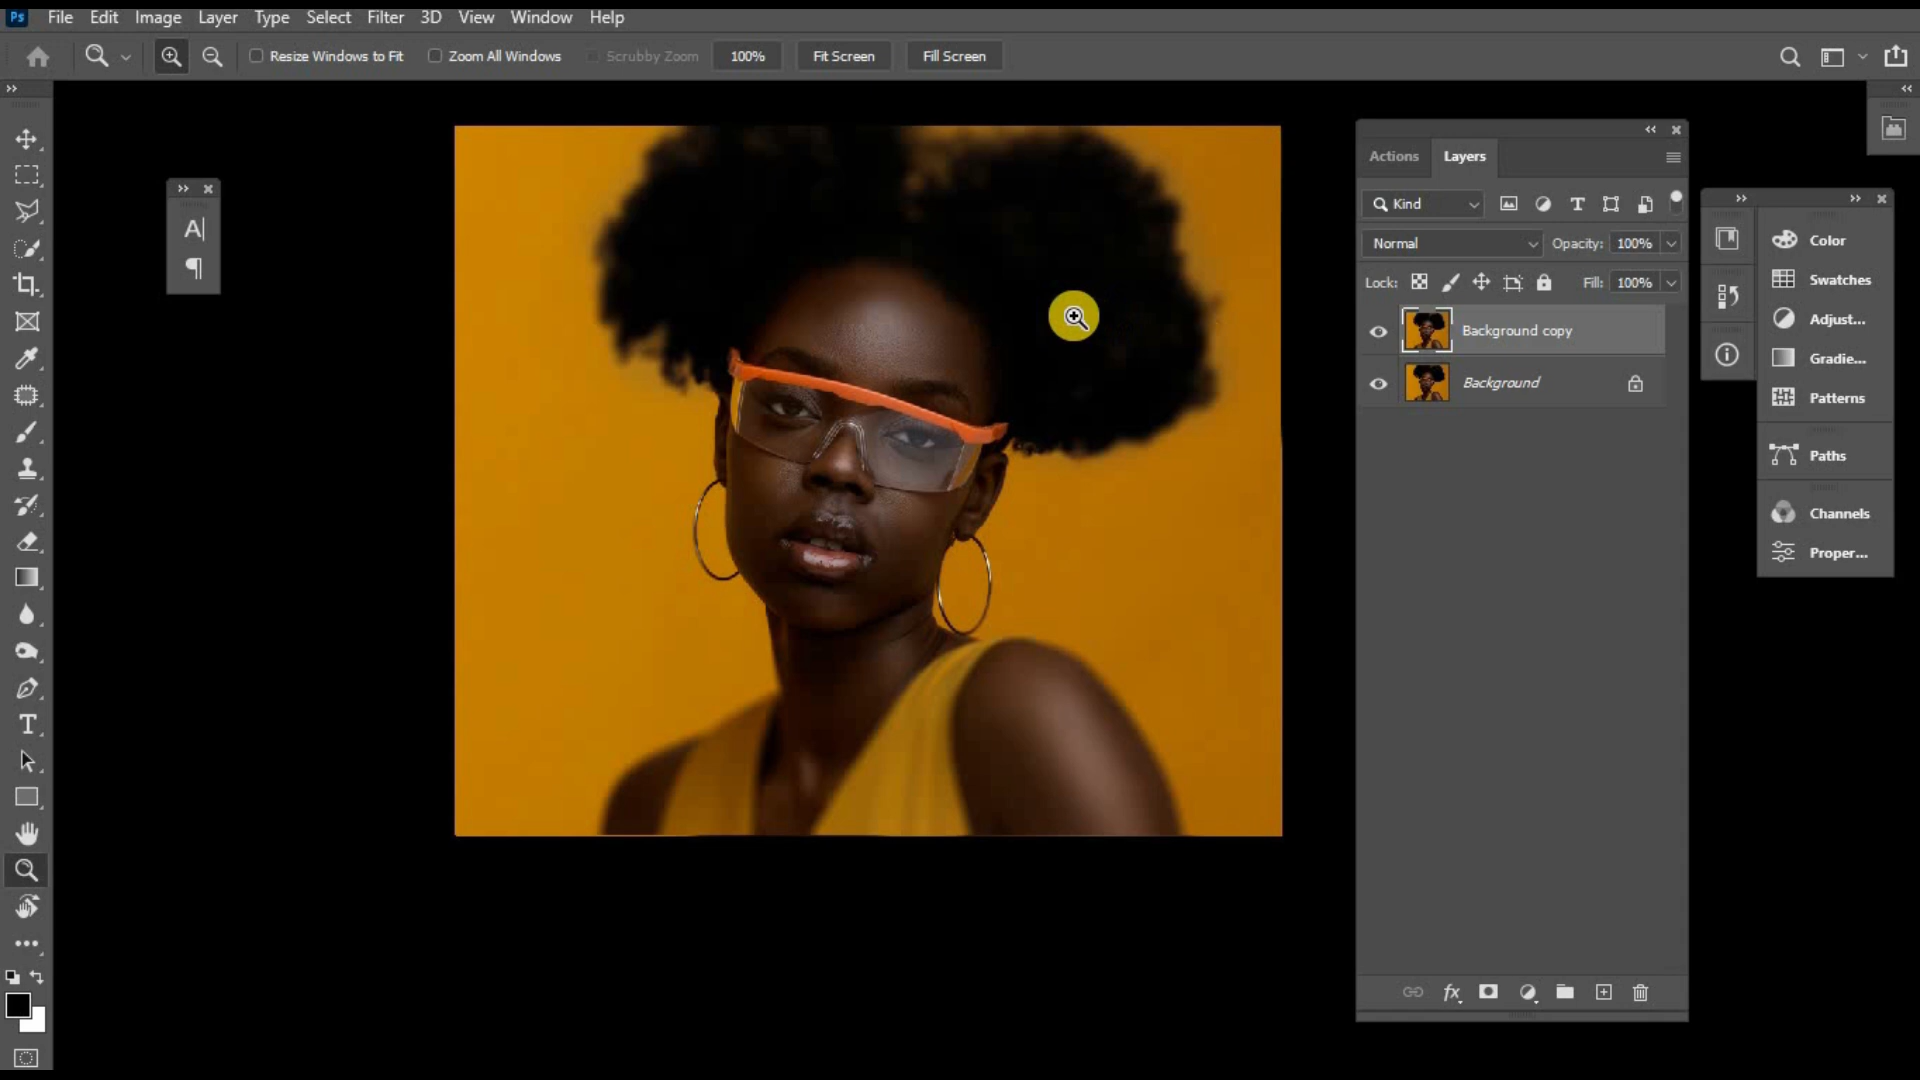 Ps File Edit Image Layer Type Select Filter 3D View Window Help
Resize Windows to Fit Zoom All Windows Scrubby Zoom 100% Fit Screen Fill Screen
Actions Layers
Kind
Normal Opacity: 100%
Lock: Fill: 100%
Background copy
Background
fx
A
¶
T
Color
Swatches
Adjust...
Gradie...
Patterns
Paths
Channels
Proper...